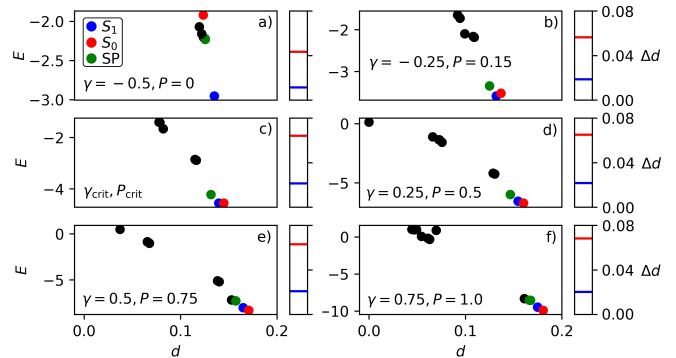 a)
b)
−2.0
−2.5
−3.0
E
S₁
S₀
SP
γ = −0.5, P = 0
−2
−3
γ = −0.25, P = 0.15
0.08
0.04
0.00
Δd
c)
d)
−2
−4
E
γcrit, Pcrit
0
−5
γ = 0.25, P = 0.5
0.08
0.04
0.00
Δd
e)
f)
0
−5
E
γ = 0.5, P = 0.75
0.0
0.1
0.2
d
0
−5
−10
γ = 0.75, P = 1.0
0.0
0.1
0.2
d
0.08
0.04
0.00
Δd